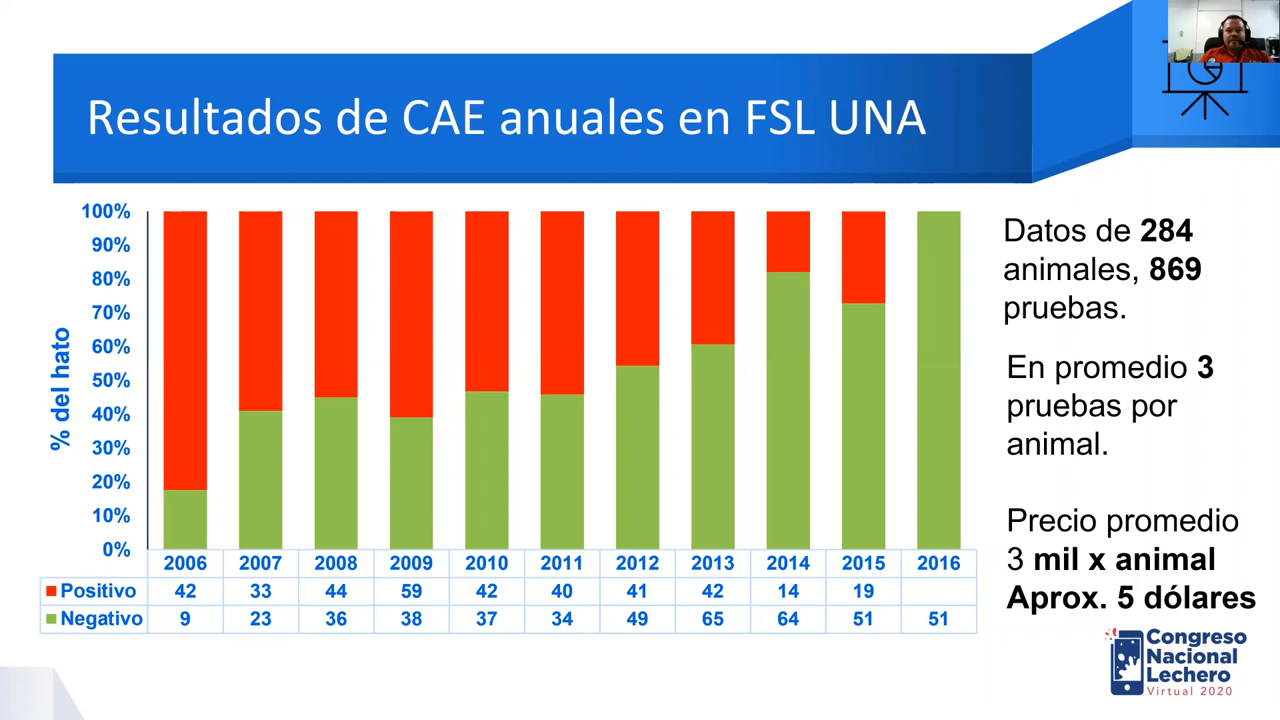 Resultados de CAE anuales en FSL UNA
100%
90%
80%
70%
60%
50%
40%
30%
20%
10%
0%
% del hato
2006 2007 2008 2009 2010 2011 2012 2013 2014 2015 2016
Positivo 42 33 44 59 42 40 41 42 14 19
Negativo 9 23 36 38 37 34 49 65 64 51 51
Datos de 284
animales, 869
pruebas.
En promedio 3
pruebas por
animal.
Precio promedio
3 mil x animal
Aprox. 5 dólares
Congreso
Nacional
Lechero
Virtual 2020